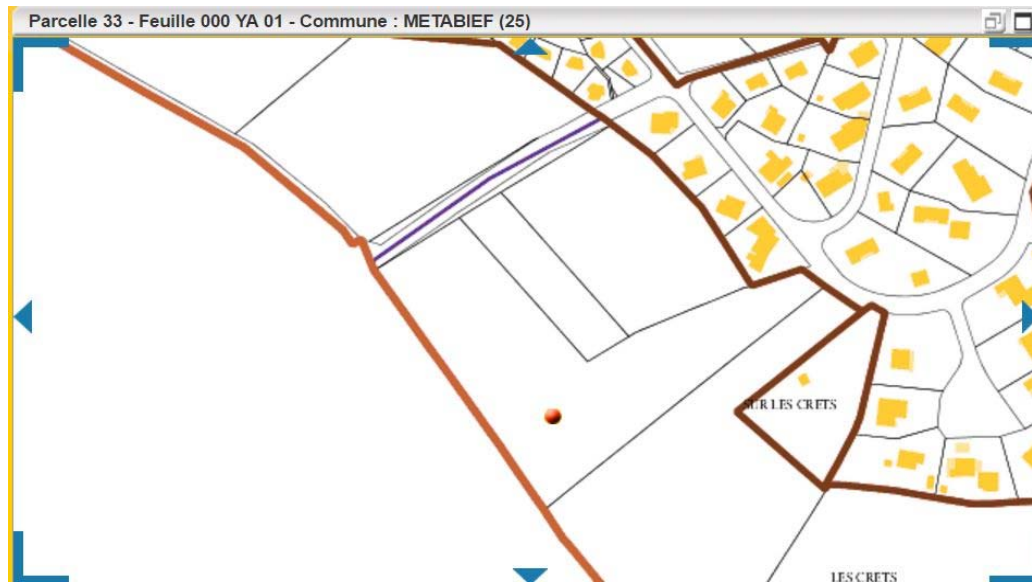 Parcelle 33 - Feuille 000 YA 01 - Commune : METABIEF (25)
SUR LES CRETS
LES CRETS